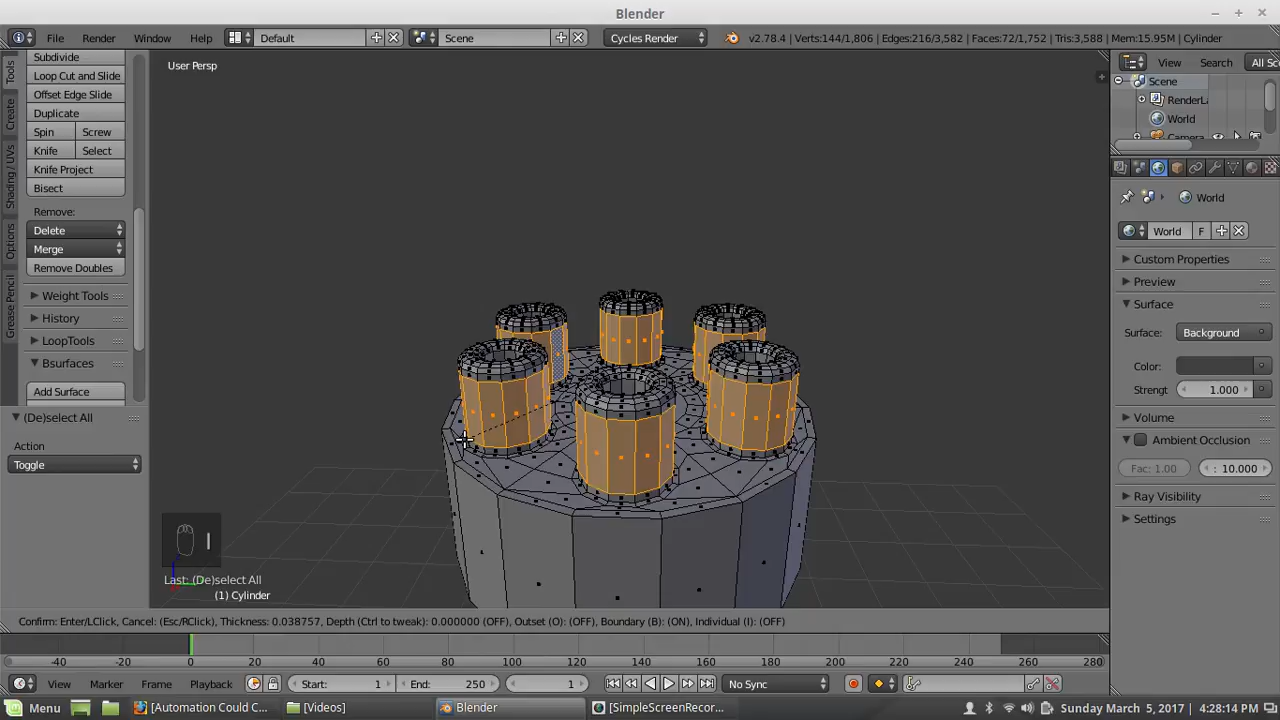 Blender
File Render Window Help Default Scene Cycles Render v2.78.4 | Verts:144/1,806 | Edges:216/3,582 | Faces:72/1,752 | Tris:3,588 | Mem:15.95M | Cylinder
User Persp
Tools
Create
Shading / UVs
Options
Grease Pencil
Subdivide
Loop Cut and Slide
Offset Edge Slide
Duplicate
Spin Screw
Knife Select
Knife Project
Bisect
Remove:
Delete
Merge
Remove Doubles
Weight Tools
History
LoopTools
Bsurfaces
Add Surface
(De)select All
Action
Toggle
I
Last: (De)select All
(1) Cylinder
Confirm: Enter/LClick, Cancel: (Esc/RClick), Thickness: 0.038757, Depth (Ctrl to tweak): 0.000000 (OFF), Outset (O): (OFF), Boundary (B): (ON), Individual (I): (OFF)
View Search All Sc
Scene
RenderLa
World
Camera
World
World F
Custom Properties
Preview
Surface
Surface: Background
Color:
Strengt 1.000
Volume
Ambient Occlusion
Fac: 1.00 : 10.000
Ray Visibility
Settings
-40 -20 0 20 40 60 80 100 120 140 160 180 200 220 240 260 280
View Marker Frame Playback Start: 1 End: 250 1 No Sync
Menu [Automation Could C... [Videos] Blender [SimpleScreenRecor... Sunday March 5, 2017 | 4:28:14 PM